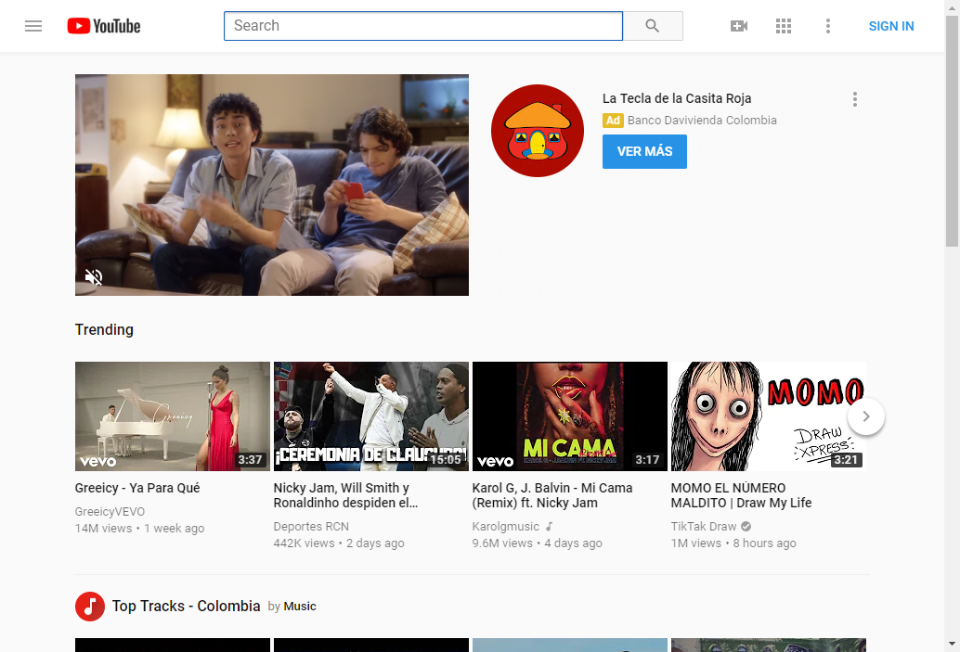 YouTube
Search
SIGN IN
La Tecla de la Casita Roja
Ad Banco Davivienda Colombia
VER MÁS
Trending
Greeicy
vevo
3:37
¡CEREMONIA DE CLAUSURA!
15:05
MI CAMA
Remix
vevo
3:17
MOMO
DRAW
XPRESS
3:21
Greeicy - Ya Para Qué
GreeicyVEVO
14M views • 1 week ago
Nicky Jam, Will Smith y
Ronaldinho despiden el...
Deportes RCN
442K views • 2 days ago
Karol G, J. Balvin - Mi Cama
(Remix) ft. Nicky Jam
Karolgmusic
9.6M views • 4 days ago
MOMO EL NÚMERO
MALDITO | Draw My Life
TikTak Draw
1M views • 8 hours ago
Top Tracks - Colombia by Music